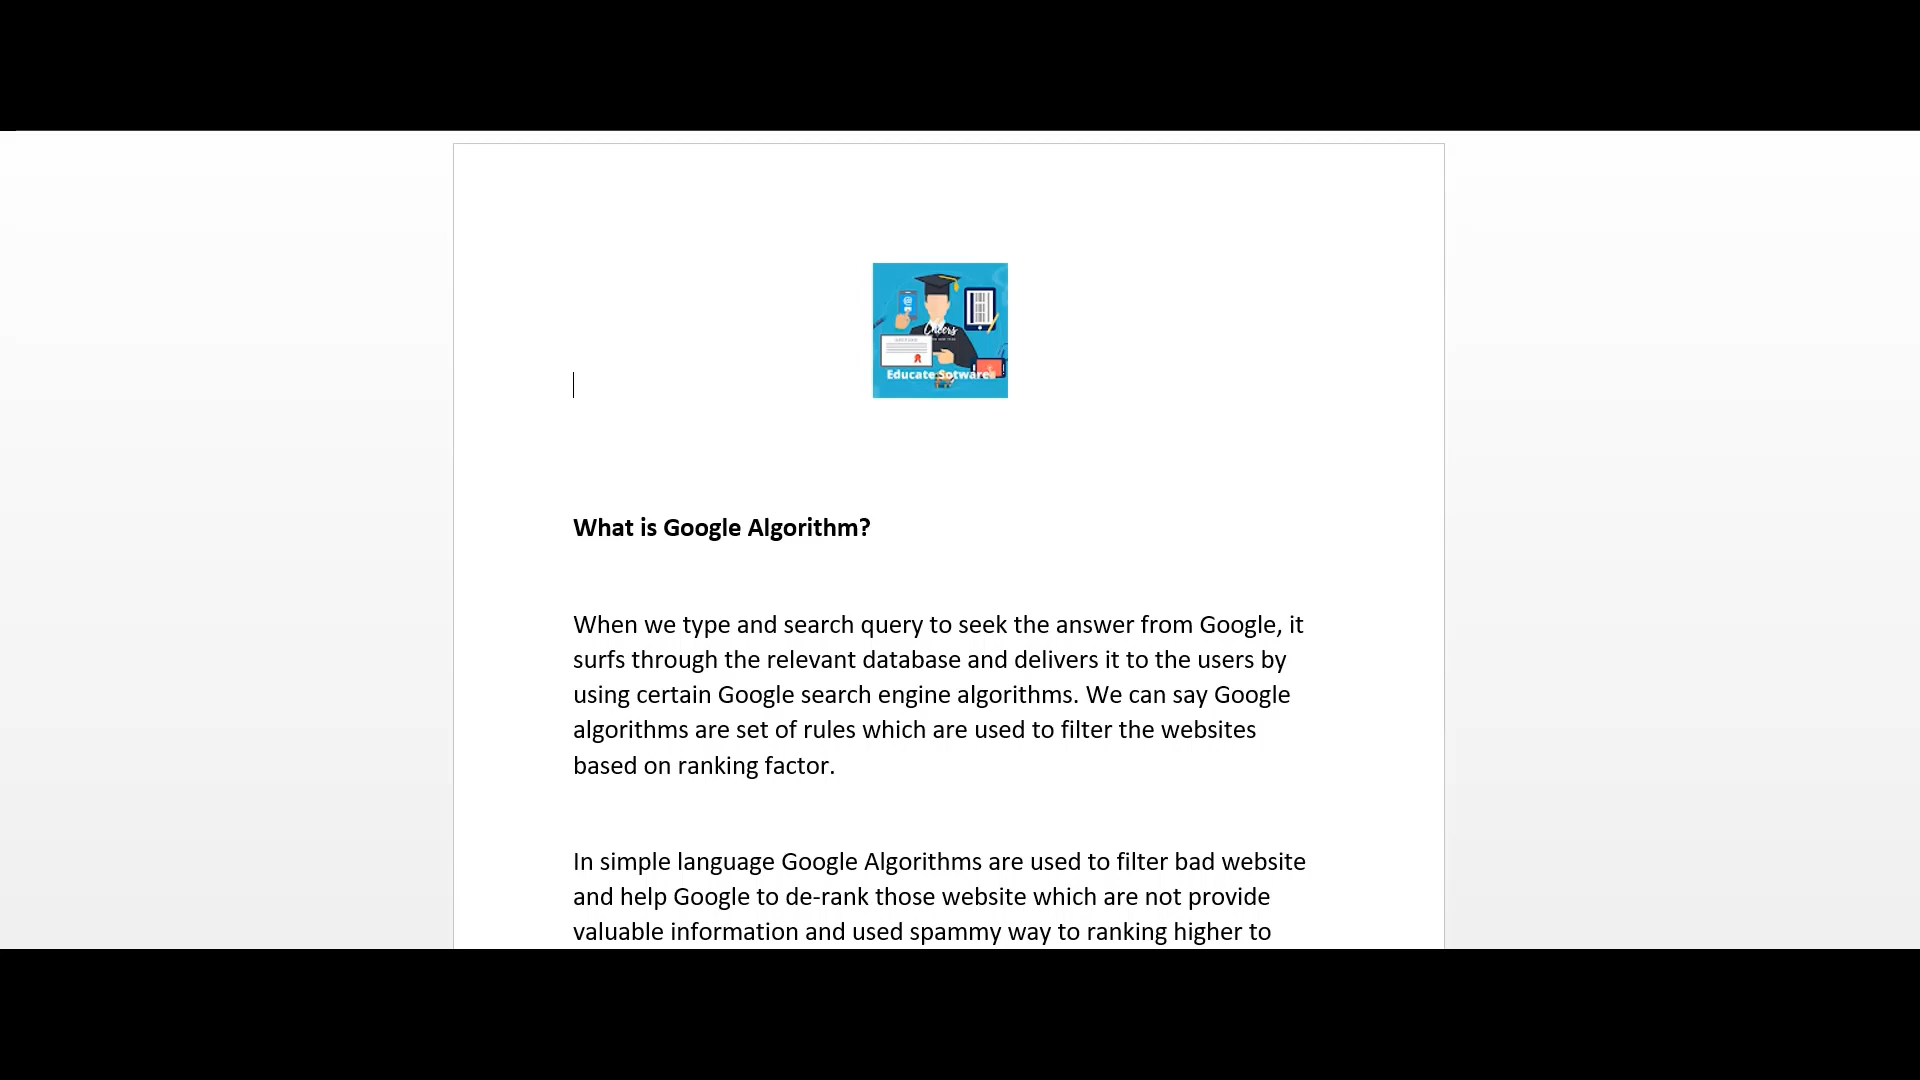 Cheers
Educate Sotware
What is Google Algorithm?
When we type and search query to seek the answer from Google, it
surfs through the relevant database and delivers it to the users by
using certain Google search engine algorithms. We can say Google
algorithms are set of rules which are used to filter the websites
based on ranking factor.
In simple language Google Algorithms are used to filter bad website
and help Google to de-rank those website which are not provide
valuable information and used spammy way to ranking higher to